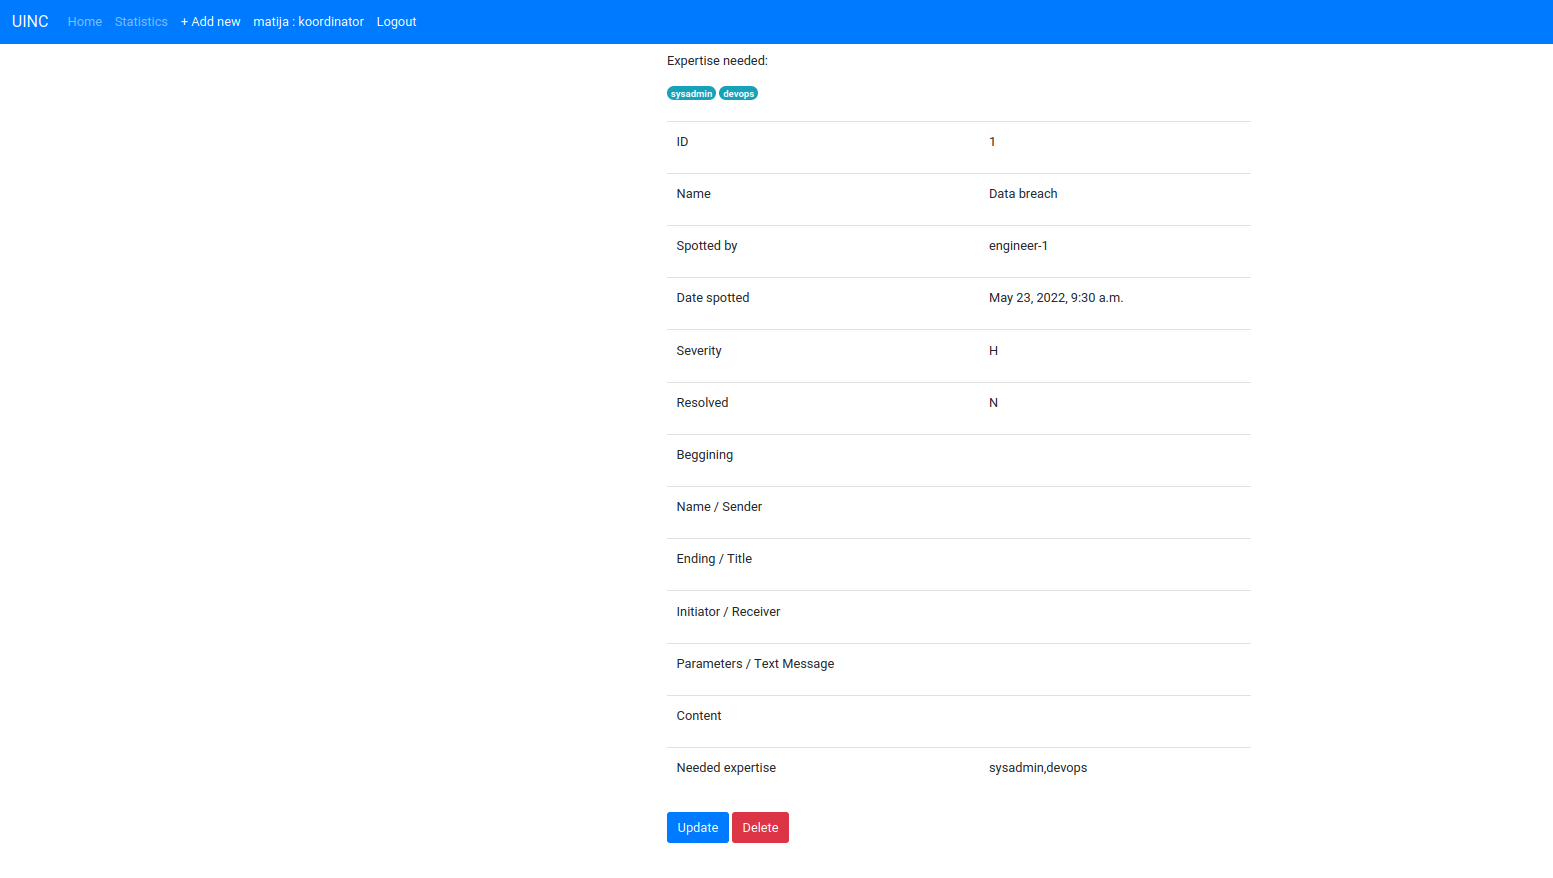 UINC Home Statistics + Add new matija : koordinator Logout
Expertise needed:
sysadmin devops
ID 1
Name Data breach
Spotted by engineer-1
Date spotted May 23, 2022, 9:30 a.m.
Severity H
Resolved N
Beggining
Name / Sender
Ending / Title
Initiator / Receiver
Parameters / Text Message
Content
Needed expertise sysadmin,devops
Update Delete